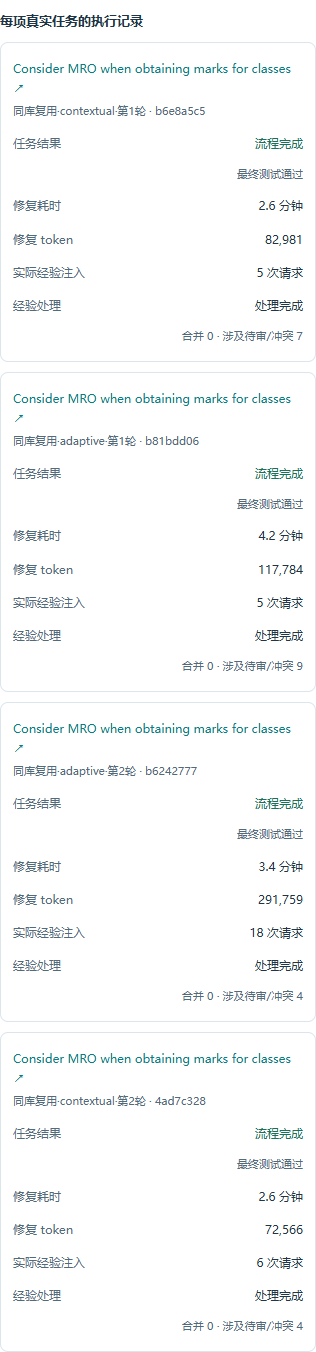 每项真实任务的执行记录
Consider MRO when obtaining marks for classes
↗
同库复用·contextual·第1轮 · b6e8a5c5
任务结果 流程完成
最终测试通过
修复耗时 2.6 分钟
修复 token 82,981
实际经验注入 5 次请求
经验处理 处理完成
合并 0 · 涉及待审/冲突 7
Consider MRO when obtaining marks for classes
↗
同库复用·adaptive·第1轮 · b81bdd06
任务结果 流程完成
最终测试通过
修复耗时 4.2 分钟
修复 token 117,784
实际经验注入 5 次请求
经验处理 处理完成
合并 0 · 涉及待审/冲突 9
Consider MRO when obtaining marks for classes
↗
同库复用·adaptive·第2轮 · b6242777
任务结果 流程完成
最终测试通过
修复耗时 3.4 分钟
修复 token 291,759
实际经验注入 18 次请求
经验处理 处理完成
合并 0 · 涉及待审/冲突 4
Consider MRO when obtaining marks for classes
↗
同库复用·contextual·第2轮 · 4ad7c328
任务结果 流程完成
最终测试通过
修复耗时 2.6 分钟
修复 token 72,566
实际经验注入 6 次请求
经验处理 处理完成
合并 0 · 涉及待审/冲突 4